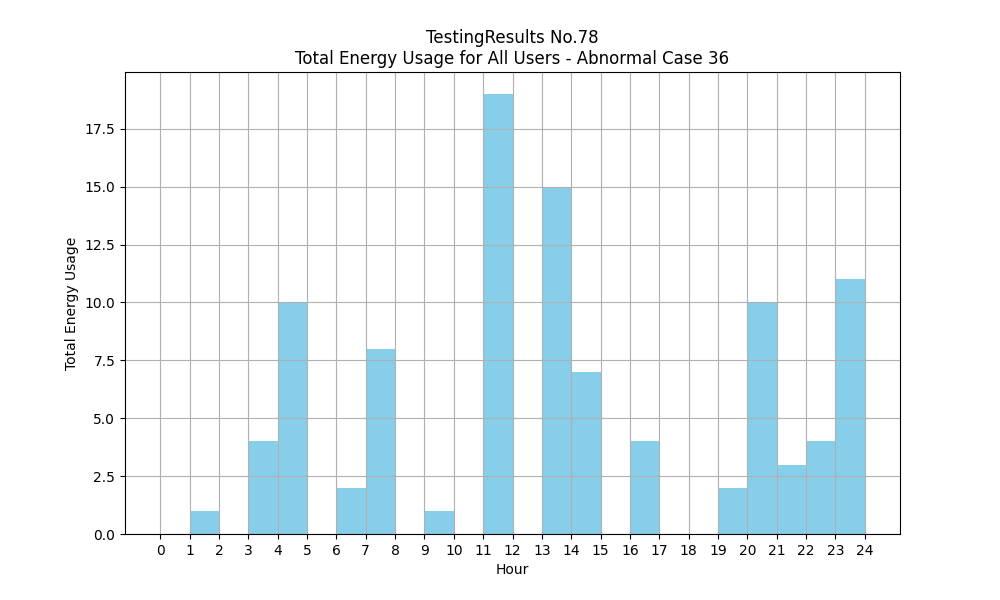 TestingResults No.78
Total Energy Usage for All Users - Abnormal Case 36
Total Energy Usage
17.5
15.0
12.5
10.0
7.5
5.0
2.5
0.0
0 1 2 3 4 5 6 7 8 9 10 11 12 13 14 15 16 17 18 19 20 21 22 23 24
Hour